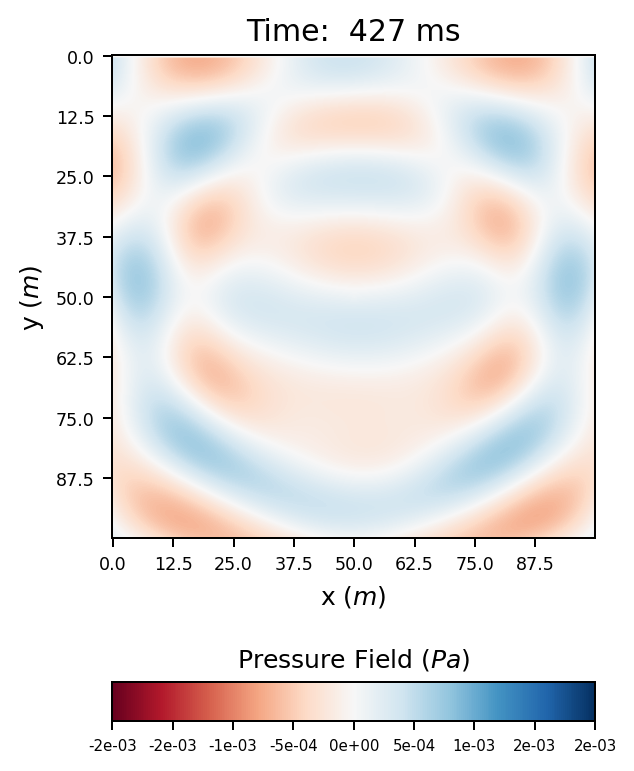 Time:  427 ms
0.0
12.5
25.0
37.5
50.0
62.5
75.0
87.5
y (m)
0.0 12.5 25.0 37.5 50.0 62.5 75.0 87.5
x (m)
Pressure Field (Pa)
-2e-03 -2e-03 -1e-03 -5e-04 0e+00 5e-04 1e-03 2e-03 2e-03